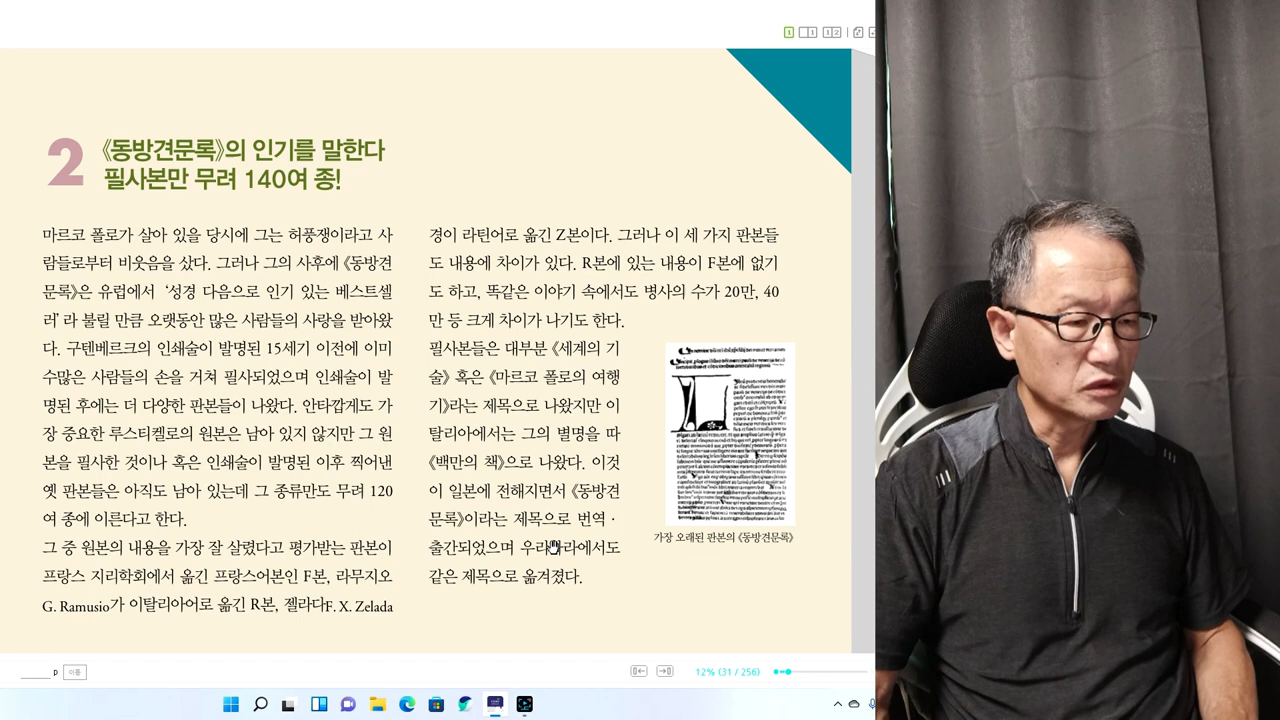 2
《동방견문록》의 인기를 말한다
필사본만 무려 140여 종!
마르코 폴로가 살아 있을 당시에 그는 허풍쟁이라고 사
람들로부터 비웃음을 샀다. 그러나 그의 사후에 《동방견
문록》은 유럽에서 ‘성경 다음으로 인기 있는 베스트셀
러’라 불릴 만큼 오랫동안 많은 사람들의 사랑을 받아왔
다. 구텐베르크의 인쇄술이 발명된 15세기 이전에 이미
수많은 사람들의 손을 거쳐 필사되었으며 인쇄술이 발
명된 후에는 더 다양한 판본들이 나왔다. 안타깝게도 가
장 중요한 루스티켈로의 원본은 남아 있지 않지만 그 원
본을 필사한 것이나 혹은 인쇄술이 발명된 이후 찍어낸
옛 판본들은 아직도 남아 있는데 그 종류만도 무려 120
여 종에 이른다고 한다.
그 중 원본의 내용을 가장 잘 살렸다고 평가받는 판본이
프랑스 지리학회에서 옮긴 프랑스어본인 F본, 라무지오
G. Ramusio가 이탈리아어로 옮긴 R본, 젤라다F. X. Zelada
경이 라틴어로 옮긴 Z본이다. 그러나 이 세 가지 판본들
도 내용에 차이가 있다. R본에 있는 내용이 F본에 없기
도 하고, 똑같은 이야기 속에서도 병사의 수가 20만, 40
만 등 크게 차이가 나기도 한다.
필사본들은 대부분 《세계의 기
술》 혹은 《마르코 폴로의 여행
기》라는 제목으로 나왔지만 이
탈리아에서는 그의 별명을 따
《백만의 책》으로 나왔다. 이것
이 일본에 전해지면서 《동방견
문록》이라는 제목으로 번역 ·
출간되었으며 우리나라에서도
같은 제목으로 옮겨졌다.
가장 오래된 판본의 《동방견문록》
p 이동
12% (31 / 256)